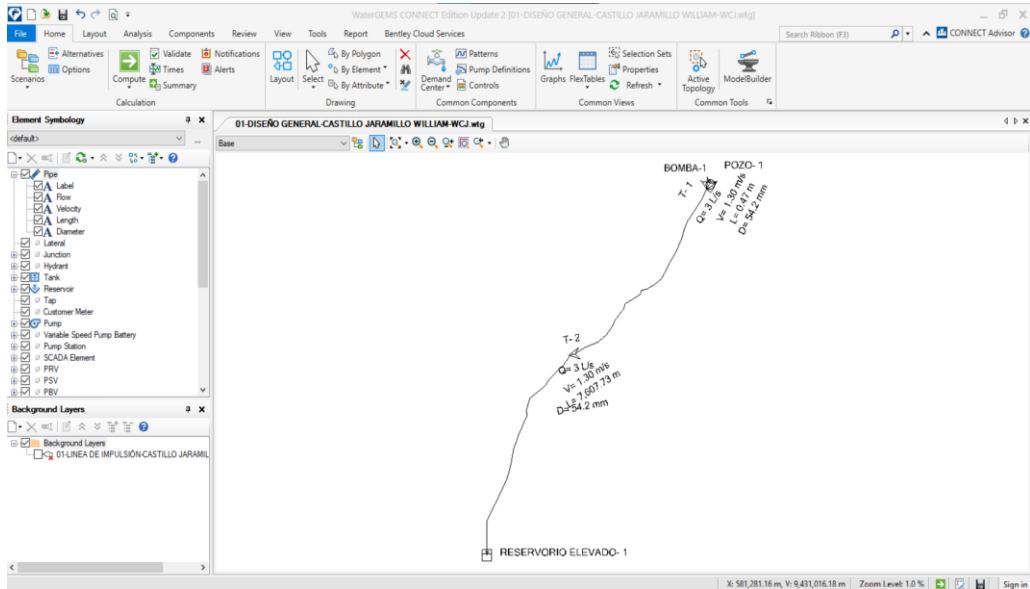 WaterGEMS CONNECT Edition Update 2 [01-DISEÑO GENERAL-CASTILLO JARAMILLO WILLIAM-WCJ.wtg]
File Home Layout Analysis Components Review View Tools Report Bentley Cloud Services Search Ribbon (F3) CONNECT Advisor
Scenarios
Alternatives
Options
Compute
Validate
Times
Summary
Notifications
Alerts
Calculation
Layout
Select
By Polygon
By Element
By Attribute
Drawing
Demand Center
Patterns
Pump Definitions
Controls
Common Components
Graphs
FlexTables
Selection Sets
Properties
Refresh
Common Views
Active Topology
ModelBuilder
Common Tools
Element Symbology
<default>
Pipe
Label
Flow
Velocity
Length
Diameter
Lateral
Junction
Hydrant
Tank
Reservoir
Tap
Customer Meter
Pump
Variable Speed Pump Battery
Pump Station
SCADA Element
PRV
PSV
PBV
Background Layers
Background Layers
01-LINEA DE IMPULSIÓN-CASTILLO JARAMIL
01-DISEÑO GENERAL-CASTILLO JARAMILLO WILLIAM-WCJ.wtg
Base
BOMBA-1
POZO- 1
T- 1
Q= 3 L/s
V= 1.30 m/s
L= 0.47 m
D= 54.2 mm
T- 2
Q= 3 L/s
V= 1.30 m/s
L= 7,607.73 m
D= 54.2 mm
RESERVORIO ELEVADO- 1
X: 581,281.16 m, Y: 9,431,016.18 m Zoom Level: 1.0 % Sign in